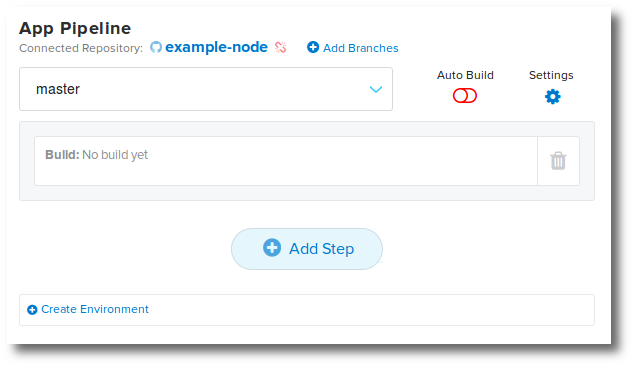 App Pipeline
Connected Repository: example-node Add Branches
master
Auto Build
Settings
Build: No build yet
Add Step
Create Environment